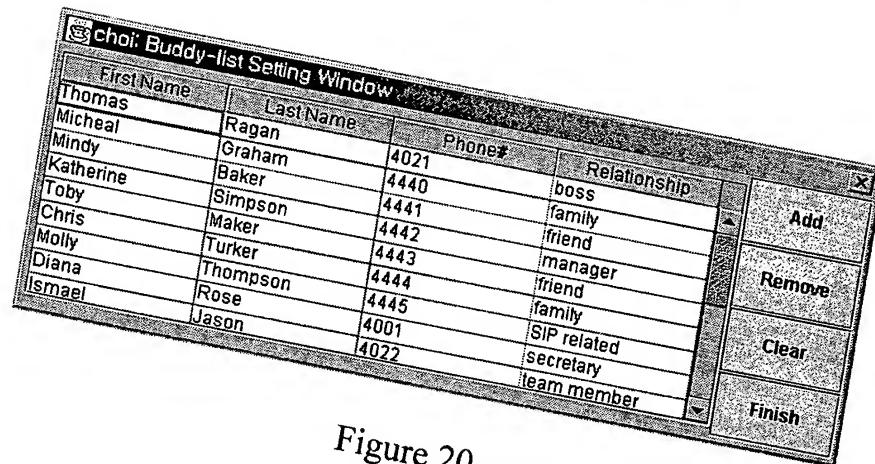 choi: Buddy-list Setting Window
First Name Last Name Phone# Relationship
Thomas Ragan 4021 boss
Micheal Graham 4440 family
Mindy Baker 4441 friend
Katherine Simpson 4442 manager
Toby Maker 4443 friend
Chris Turker 4444 family
Molly Thompson 4445 SIP related
Diana Rose 4001 secretary
Ismael Jason 4022 team member
Add
Remove
Clear
Finish
Figure 20